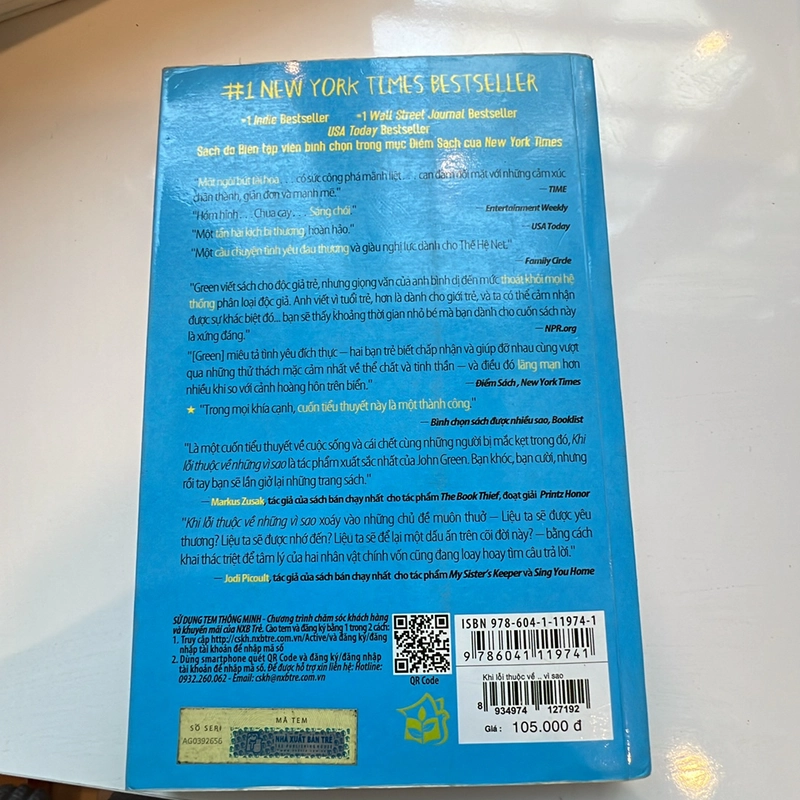 #1 NEW YORK TIMES BESTSELLER
#1 Indie Bestseller #1 Wall Street Journal Bestseller
USA Today Bestseller
Sách do Biên tập viên bình chọn trong mục Điểm Sách của New York Times
"Một ngòi bút tài hoa . . . có sức công phá mãnh liệt . . . can đảm đối mặt với những cảm xúc
chân thành, giản đơn và mạnh mẽ."
— TIME
"Hóm hỉnh . . . Chua cay . . . Sáng chói."
Entertainment Weekly
"Một tấn hài kịch bi thương hoàn hảo."
— USA Today
"Một câu chuyện tình yêu đau thương và giàu nghị lực dành cho Thế Hệ Net."
— Family Circle
"Green viết sách cho độc giả trẻ, nhưng giọng văn của anh bình dị đến mức thoát khỏi mọi hệ
thống phân loại độc giả. Anh viết vì tuổi trẻ, hơn là dành cho giới trẻ, và ta có thể cảm nhận
được sự khác biệt đó... bạn sẽ thấy khoảng thời gian nhỏ bé mà bạn dành cho cuốn sách này
là xứng đáng."
— NPR.org
"[Green] miêu tả tình yêu đích thực — hai bạn trẻ biết chấp nhận và giúp đỡ nhau cùng vượt
qua những thử thách mặc cảm nhất về thể chất và tinh thần — và điều đó lãng mạn hơn
nhiều khi so với cảnh hoàng hôn trên biển."
— Điểm Sách, New York Times
★ "Trong mọi khía cạnh, cuốn tiểu thuyết này là một thành công."
— Bình chọn sách được nhiều sao, Booklist
"Là một cuốn tiểu thuyết về cuộc sống và cái chết cùng những người bị mắc kẹt trong đó, Khi
lỗi thuộc về những vì sao là tác phẩm xuất sắc nhất của John Green. Bạn khóc, bạn cười, nhưng
rồi tay bạn sẽ lần giở lại những trang sách."
— Markus Zusak, tác giả của sách bán chạy nhất cho tác phẩm The Book Thief, đoạt giải Printz Honor
"Khi lỗi thuộc về những vì sao xoáy vào những chủ đề muôn thuở — Liệu ta sẽ được yêu
thương? Liệu ta sẽ được nhớ đến? Liệu ta sẽ để lại một dấu ấn trên cõi đời này? — bằng cách
khai thác triệt để tâm lý của hai nhân vật chính vốn cũng đang loay hoay tìm câu trả lời."
— Jodi Picoult, tác giả của sách bán chạy nhất cho tác phẩm My Sister's Keeper và Sing You Home
SỬ DỤNG TEM THÔNG MINH - Chương trình chăm sóc khách hàng
và khuyến mãi của NXB Trẻ. Cào tem và đăng ký bằng 1 trong 2 cách:
1. Truy cập http://cskh.nxbtre.com.vn/Active/và đăng ký/đăng
nhập tài khoản để nhập mã số
2. Dùng smartphone quét QR Code và đăng ký/đăng nhập
tài khoản để nhập mã số. Để được hỗ trợ xin liên hệ: Hotline:
0932.260.062 - Email: cskh@nxbtre.com.vn
QR Code
ISBN 978-604-1-11974-1
9 786041 119741
Khi lỗi thuộc về .. vì sao
8 934974 127192
Giá : 105.000 đ
SỐ SERI
AG0392656
MÃ TEM
NHÀ XUẤT BẢN TRẺ